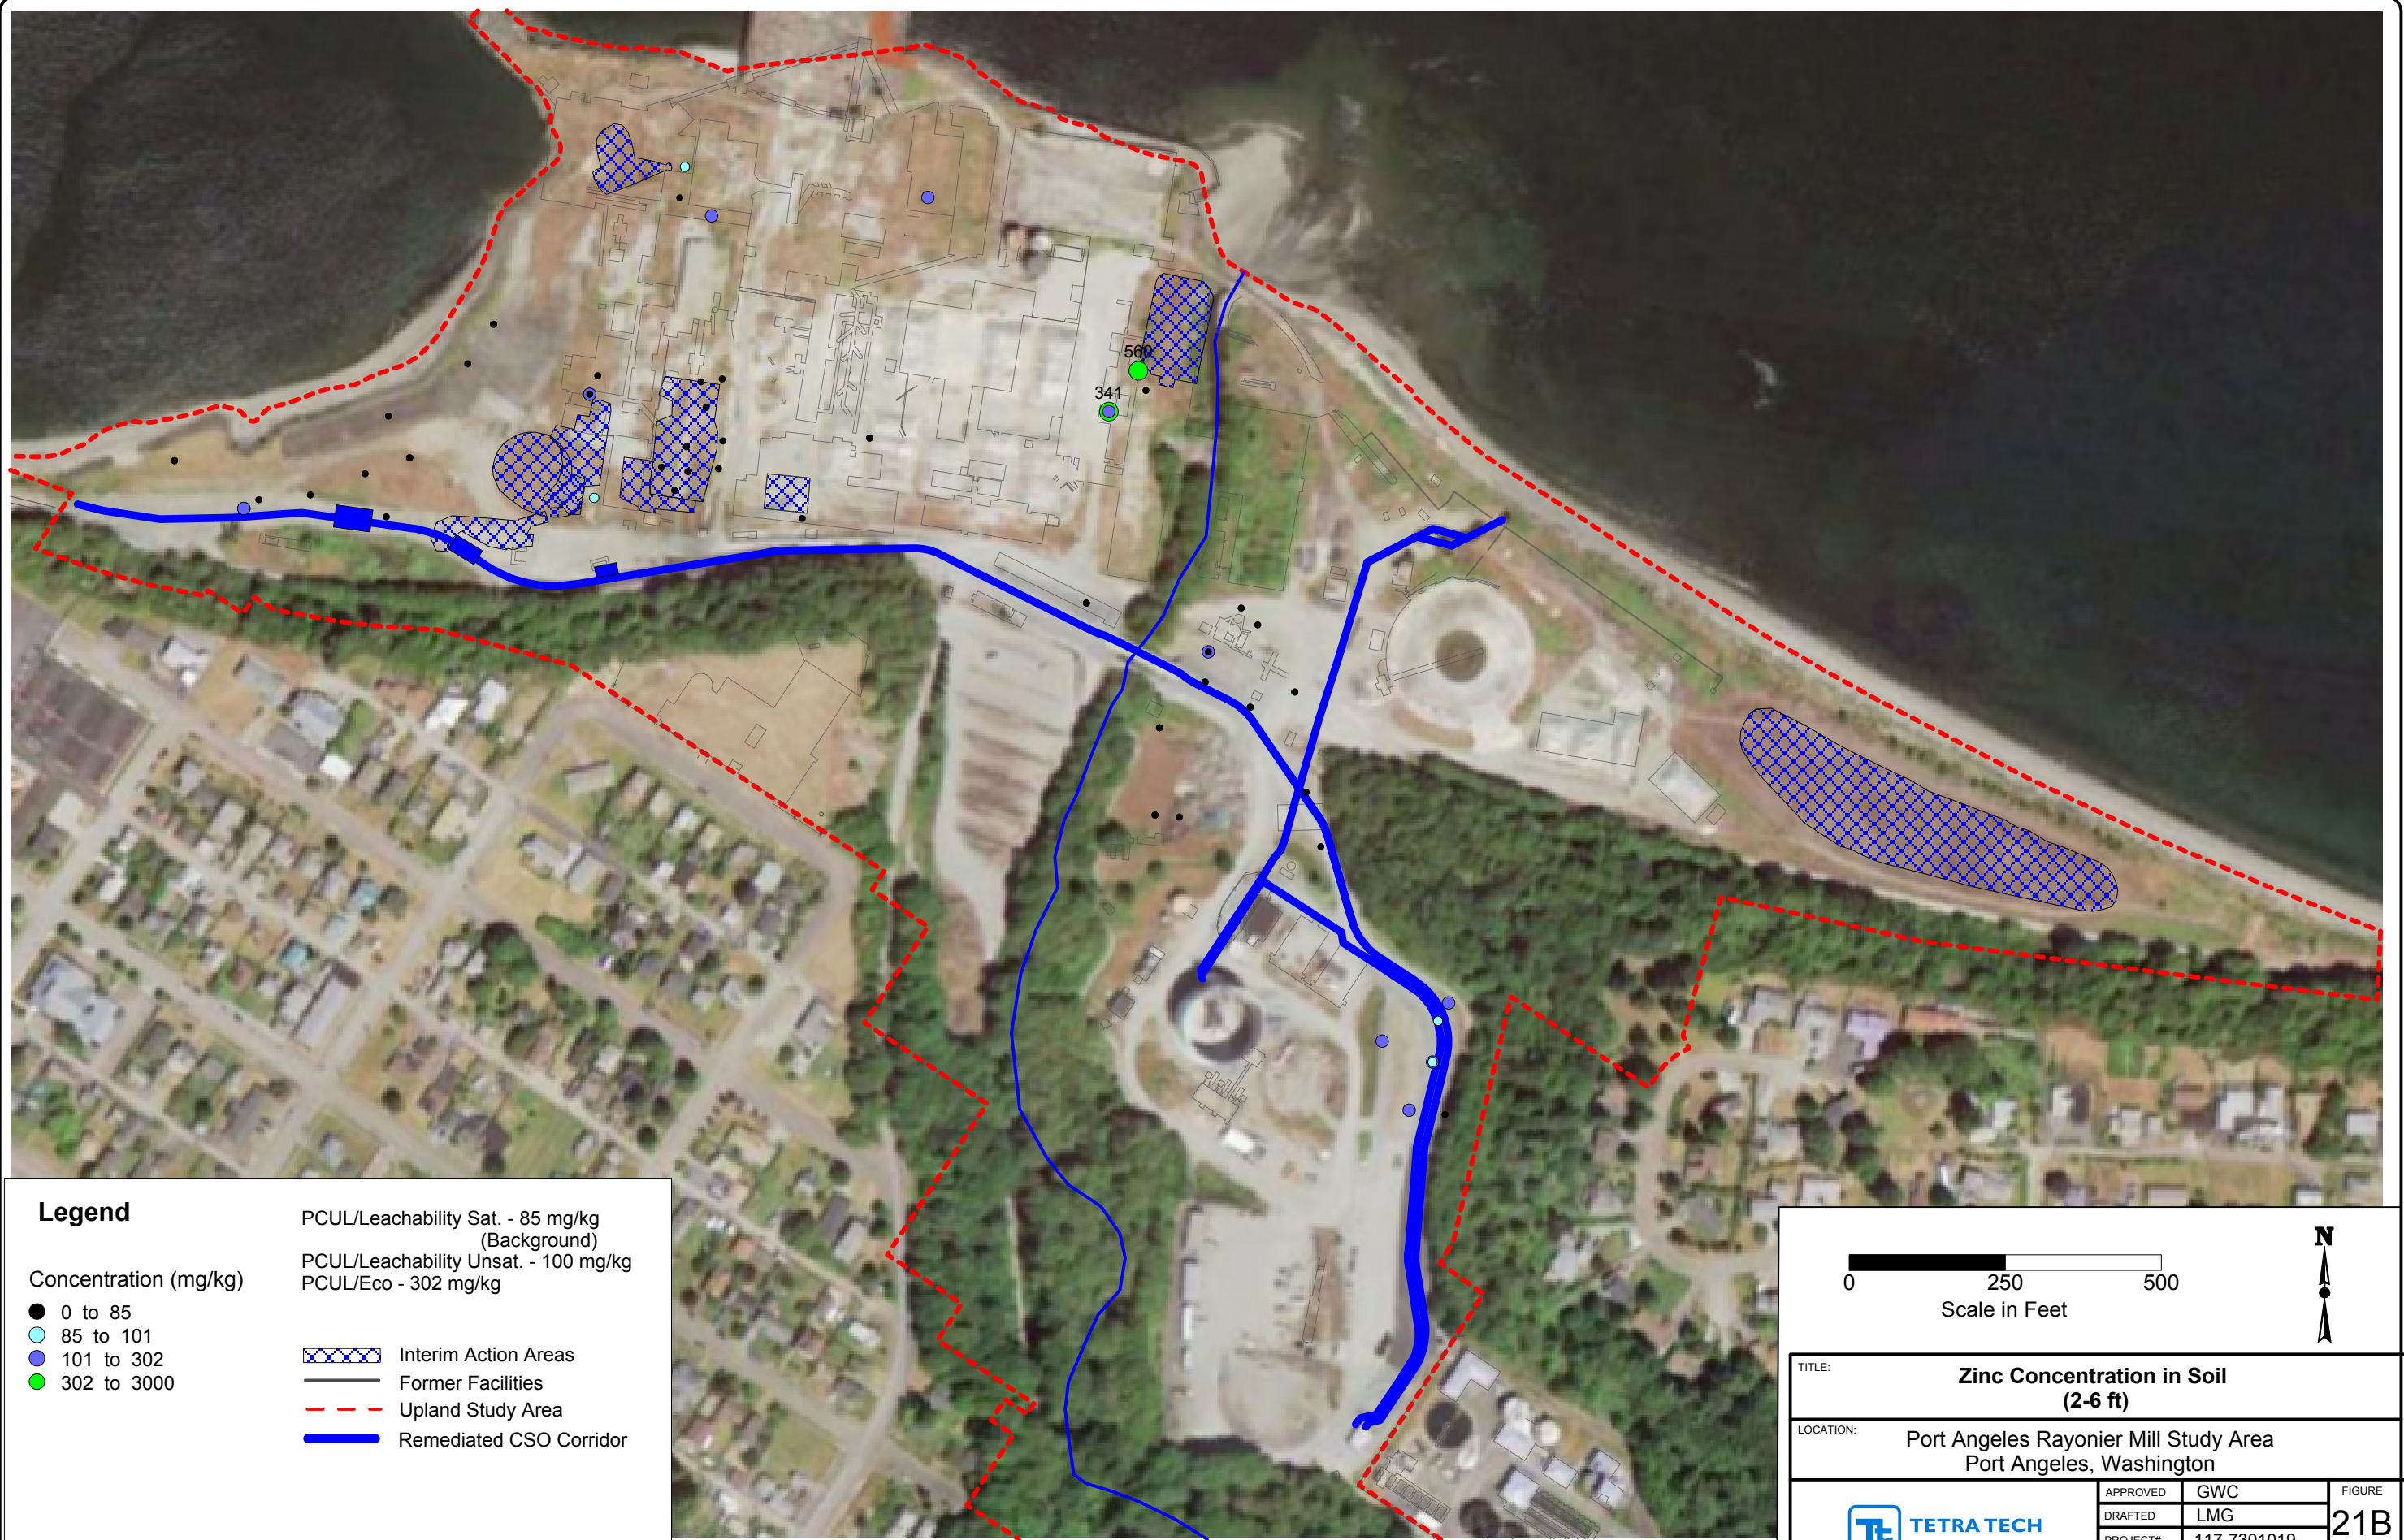 560
341
Legend
Concentration (mg/kg)
0 to 85
85 to 101
101 to 302
302 to 3000
PCUL/Leachability Sat. - 85 mg/kg
(Background)
PCUL/Leachability Unsat. - 100 mg/kg
PCUL/Eco - 302 mg/kg
Interim Action Areas
Former Facilities
Upland Study Area
Remediated CSO Corridor
N
0 250 500
Scale in Feet
TITLE:
Zinc Concentration in Soil
(2-6 ft)
LOCATION:
Port Angeles Rayonier Mill Study Area
Port Angeles, Washington
TETRA TECH
APPROVED GWC
DRAFTED LMG
PROJECT# 117-7301019
FIGURE
21B